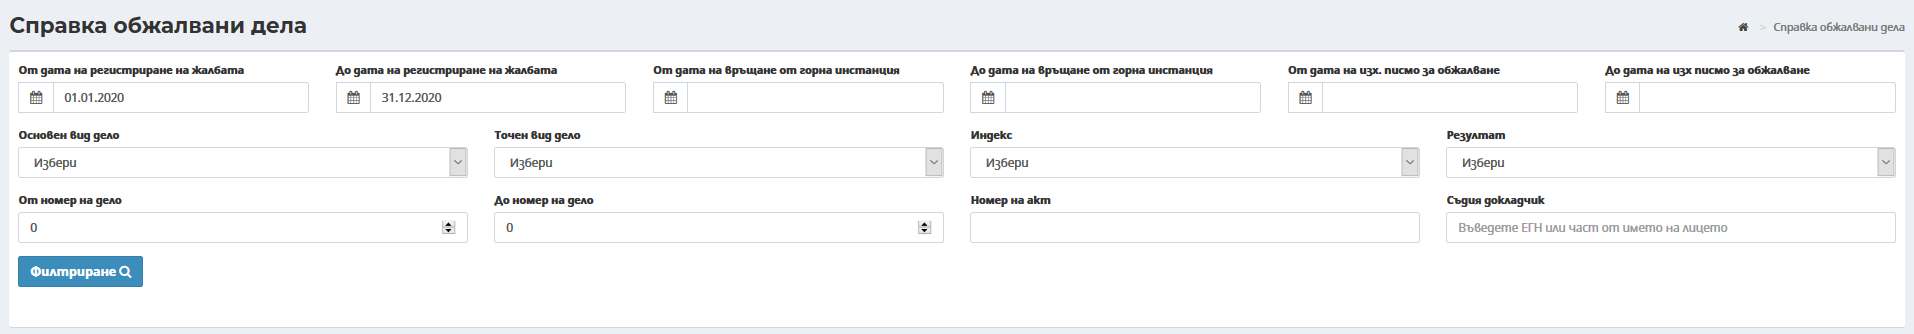 Справка обжалвани дела
> Справка обжалвани дела
От дата на регистриране на жалбата До дата на регистриране на жалбата От дата на връщане от горна инстанция До дата на връщане от горна инстанция От дата на изх. писмо за обжалване До дата на изх писмо за обжалване
01.01.2020 31.12.2020
Основен вид дело Точен вид дело Индекс Резултат
Избери Избери Избери Избери
От номер на дело До номер на дело Номер на акт Съдия докладчик
0 0 Въведете ЕГН или част от името на лицето
Филтриране